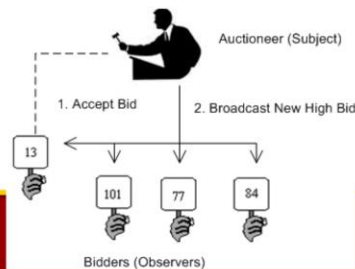 Auctioneer (Subject)
1. Accept Bid
2. Broadcast New High Bid
13
101
77
84
Bidders (Observers)